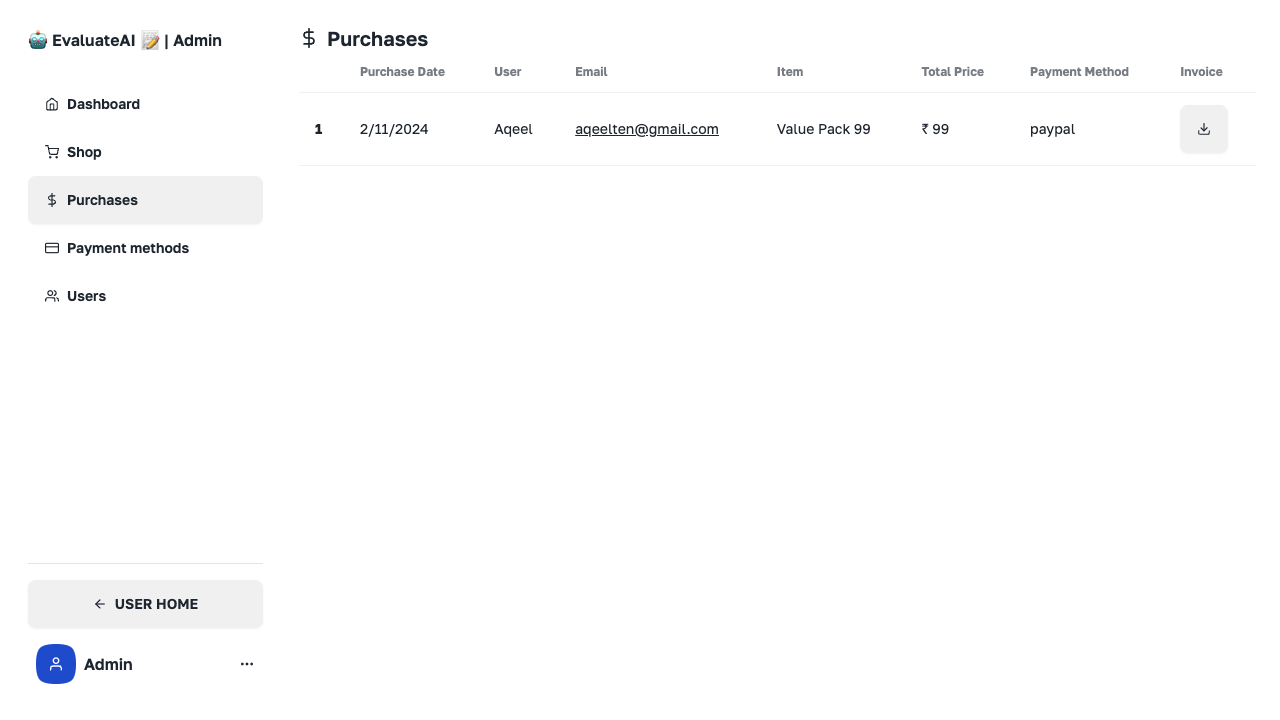 🤖 EvaluateAI 📝 | Admin
Dashboard
Shop
Purchases
Payment methods
Users
USER HOME
Admin
Purchases
Purchase Date User Email Item Total Price Payment Method Invoice
1 2/11/2024 Aqeel aqeelten@gmail.com Value Pack 99 ₹ 99 paypal